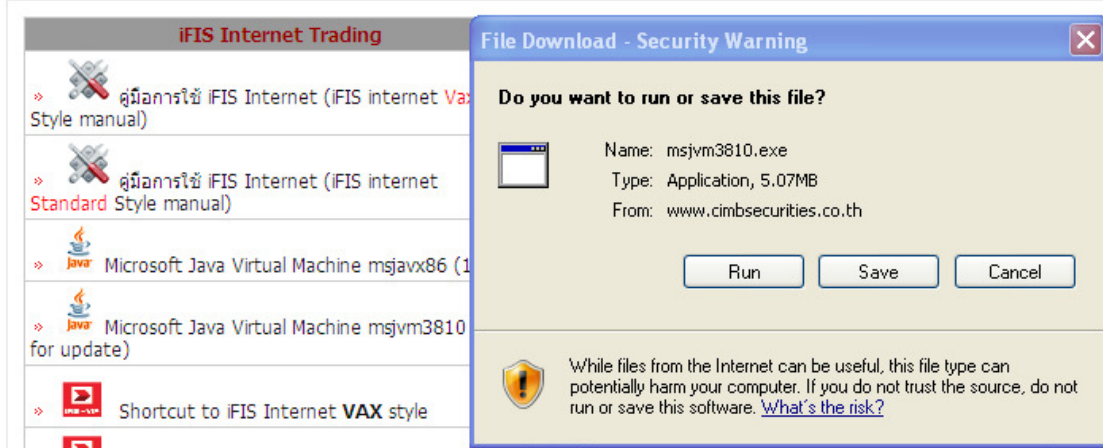 iFIS Internet Trading
» คู่มือการใช้ iFIS Internet (iFIS internet Vax
Style manual)
» คู่มือการใช้ iFIS Internet (iFIS internet
Standard Style manual)
» Java Microsoft Java Virtual Machine msjavx86 (1
» Java Microsoft Java Virtual Machine msjvm3810
for update)
» Shortcut to iFIS Internet VAX style
File Download - Security Warning
Do you want to run or save this file?
Name: msjvm3810.exe
Type: Application, 5.07MB
From: www.cimbsecurities.co.th
Run Save Cancel
While files from the Internet can be useful, this file type can
potentially harm your computer. If you do not trust the source, do not
run or save this software. What's the risk?